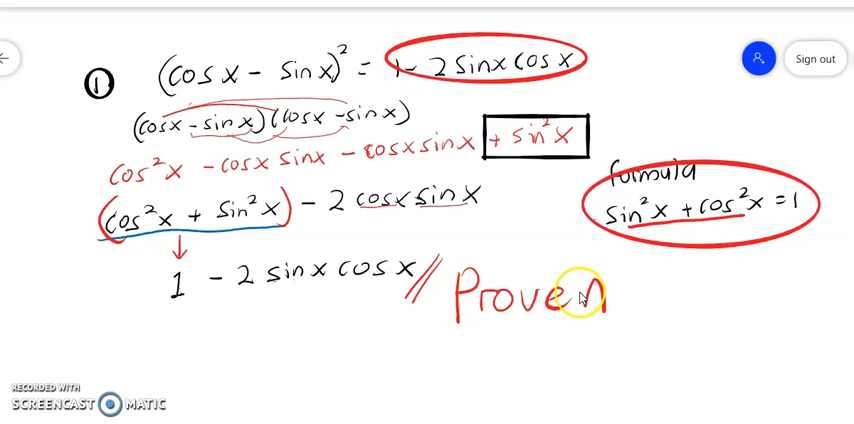 ① (cos x - sin x)² = 1 - 2 sin x cos x
Sign out
(cos x - sin x)(cos x - sin x)
cos²x - cos x sin x - cos x sin x + sin²x
formula
(cos²x + sin²x) - 2 cos x sin x
sin²x + cos²x = 1
1 - 2 sin x cos x //
Proven
RECORDED WITH
SCREENCAST MATIC